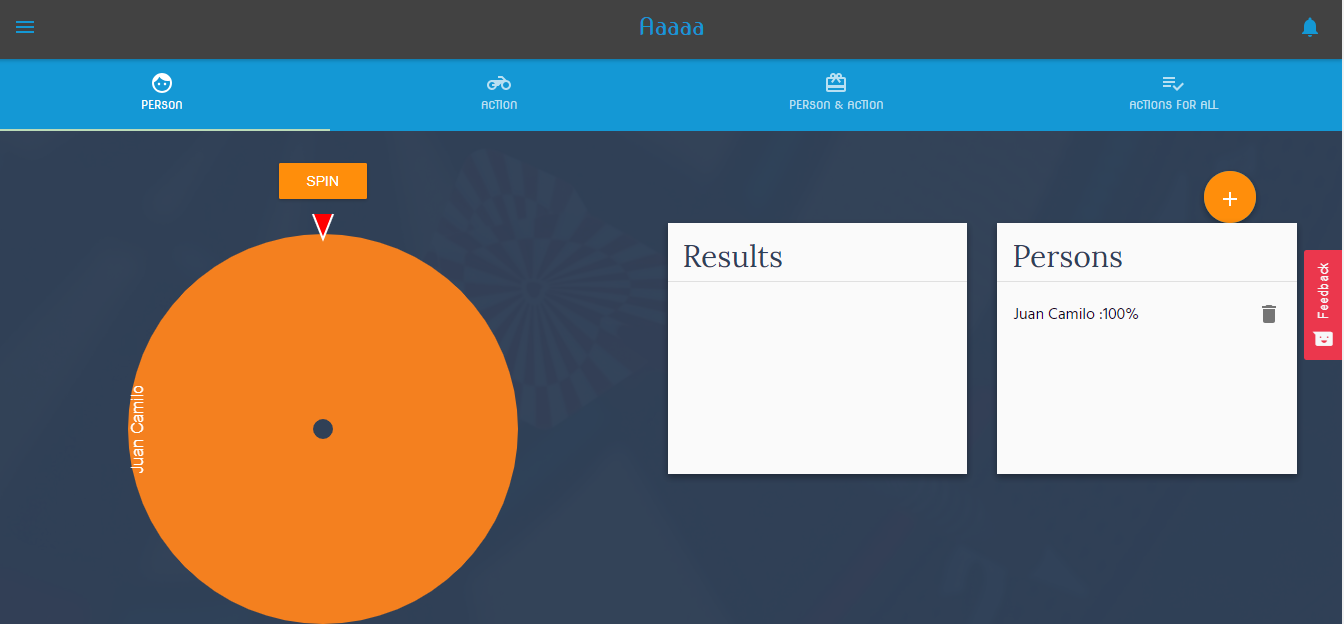 Aaaaa
PERSON
ACTION
PERSON & ACTION
ACTIONS FOR ALL
SPIN
Juan Camilo
Results
Persons
Juan Camilo :100%
Feedback